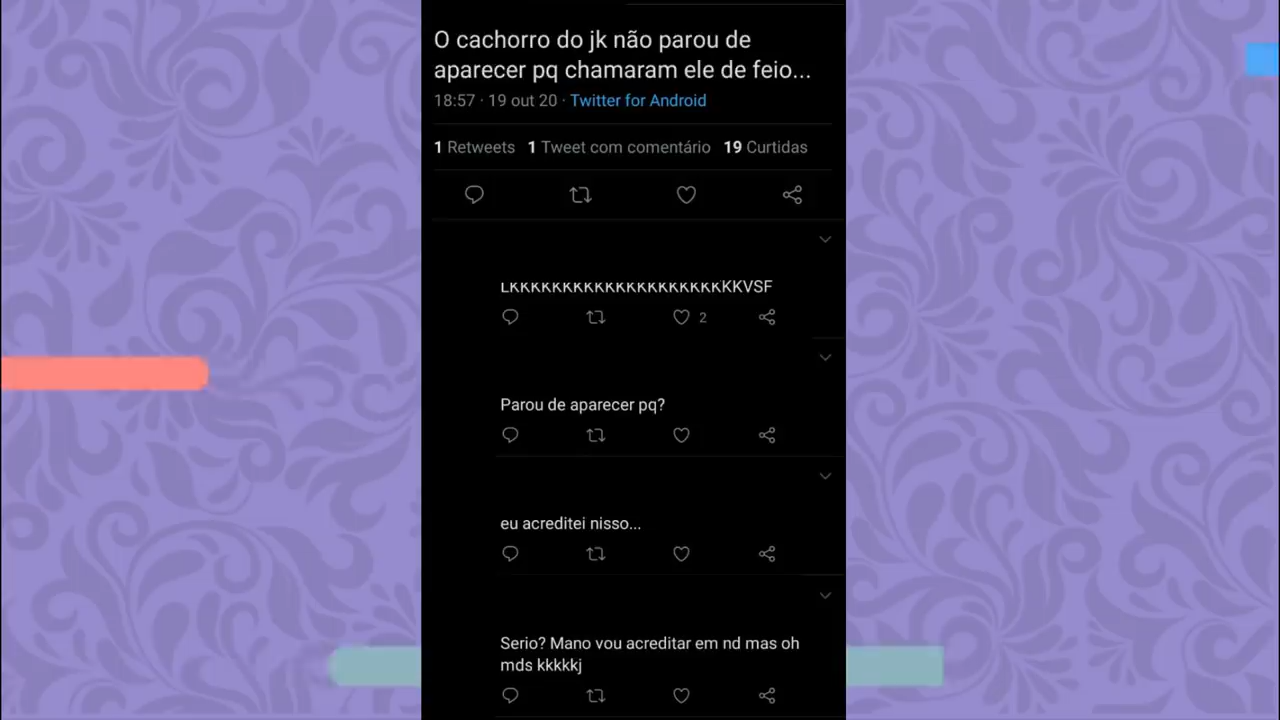 O cachorro do jk não parou de
aparecer pq chamaram ele de feio...
18:57 · 19 out 20 · Twitter for Android
1 Retweets 1 Tweet com comentário 19 Curtidas
ʟᴋᴋᴋᴋᴋᴋᴋᴋᴋᴋᴋᴋᴋᴋᴋᴋᴋᴋᴋᴋKKVSF
2
Parou de aparecer pq?
eu acreditei nisso...
Serio? Mano vou acreditar em nd mas oh
mds kkkkkj